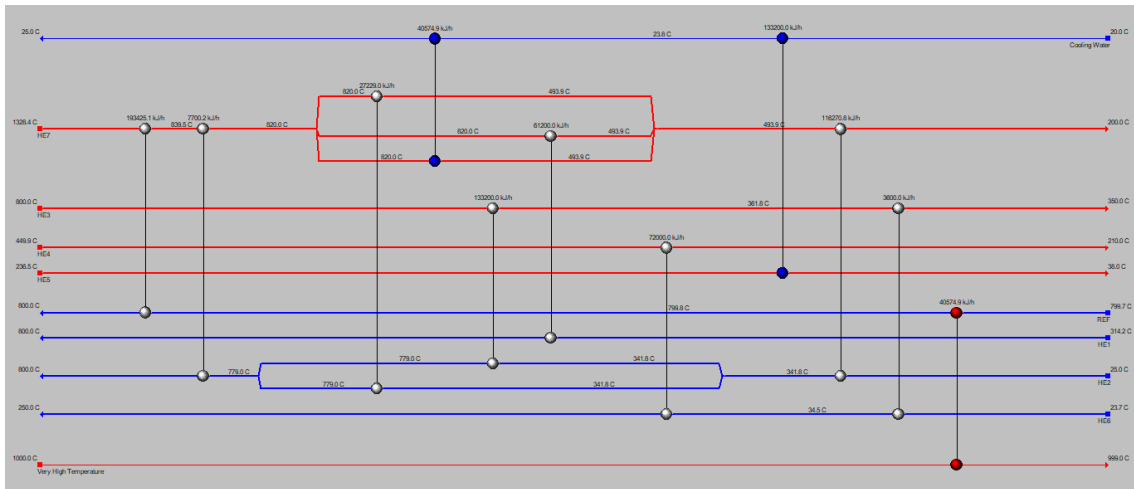 40574.9 kJ/h 133200.0 kJ/h
25.0 C 23.8 C 20.0 C
Cooling Water
27229.0 kJ/h
820.0 C 493.9 C
1326.4 C 193425.1 kJ/h 7700.2 kJ/h 61200.0 kJ/h 116270.8 kJ/h 200.0 C
HE7 839.5 C 820.0 C 820.0 C 493.9 C 493.9 C
820.0 C 493.9 C
600.0 C 133200.0 kJ/h 361.8 C 3600.0 kJ/h 350.0 C
HE3
449.9 C 72000.0 kJ/h 210.0 C
HE4
236.5 C 38.0 C
HE5
800.0 C 799.8 C 40574.9 kJ/h 799.7 C
REF
800.0 C 314.2 C
HE1
779.0 C 341.8 C
800.0 C 779.0 C 341.8 C 25.0 C
HE2
779.0 C 341.8 C
250.0 C 34.5 C 23.7 C
HE6
1000.0 C 999.0 C
Very High Temperature